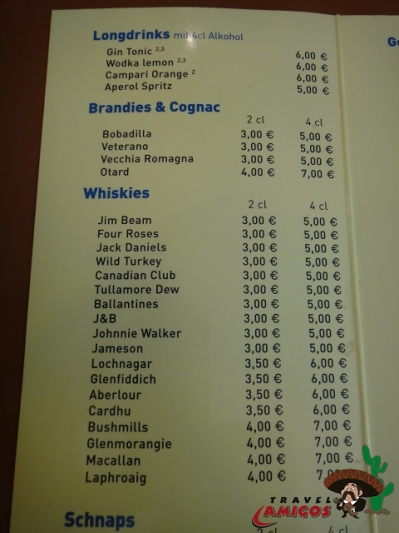 Longdrinks mit 4cl Alkohol
Gin Tonic 2,3 6,00 €
Wodka lemon 2,3 6,00 €
Campari Orange 2 6,00 €
Aperol Spritz 5,00 €
Brandies & Cognac
2 cl 4 cl
Bobadilla 3,00 € 5,00 €
Veterano 3,00 € 5,00 €
Vecchia Romagna 3,00 € 5,00 €
Otard 4,00 € 7,00 €
Whiskies
2 cl 4 cl
Jim Beam 3,00 € 5,00 €
Four Roses 3,00 € 5,00 €
Jack Daniels 3,00 € 5,00 €
Wild Turkey 3,00 € 5,00 €
Canadian Club 3,00 € 5,00 €
Tullamore Dew 3,00 € 5,00 €
Ballantines 3,00 € 5,00 €
J&B 3,00 € 5,00 €
Johnnie Walker 3,00 € 5,00 €
Jameson 3,00 € 5,00 €
Lochnagar 3,50 € 6,00 €
Glenfiddich 3,50 € 6,00 €
Aberlour 3,50 € 6,00 €
Cardhu 3,50 € 6,00 €
Bushmills 4,00 € 7,00 €
Glenmorangie 4,00 € 7,00 €
Macallan 4,00 € 7,00 €
Laphroaig 4,00 €
Schnaps
TRAVEL
CAMIGOS